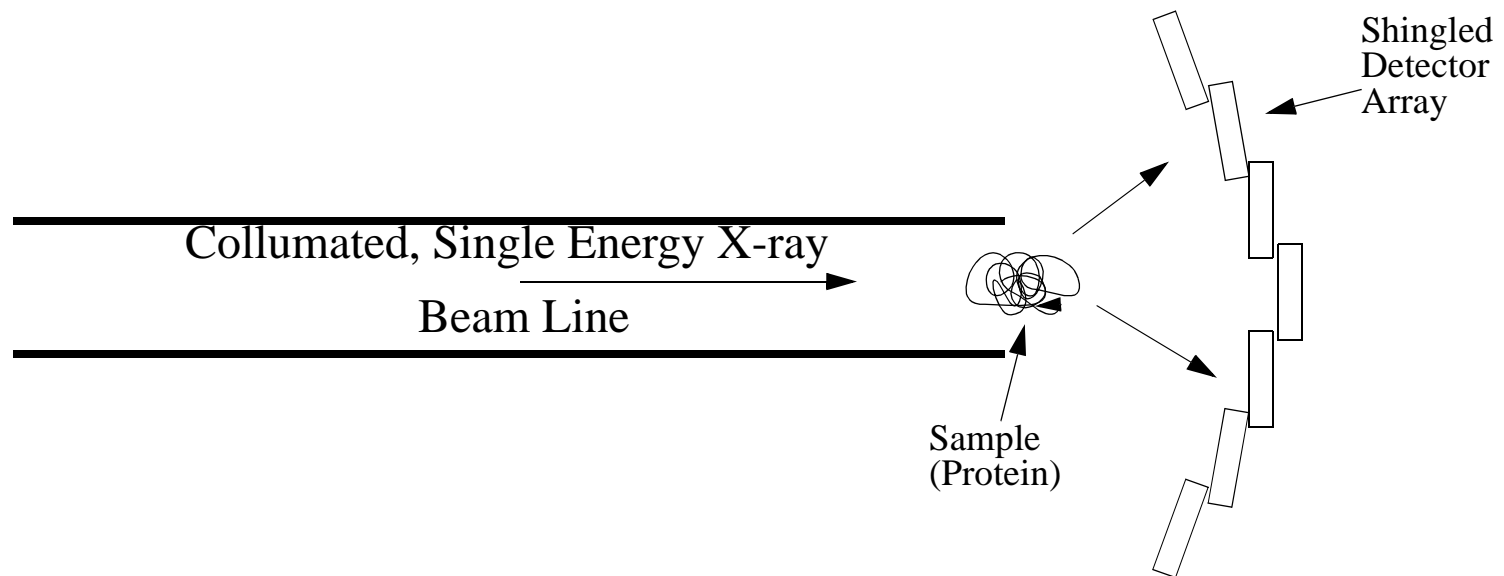 Shingled
Detector
Array
Collumated, Single Energy X-ray
Beam Line
Sample
(Protein)